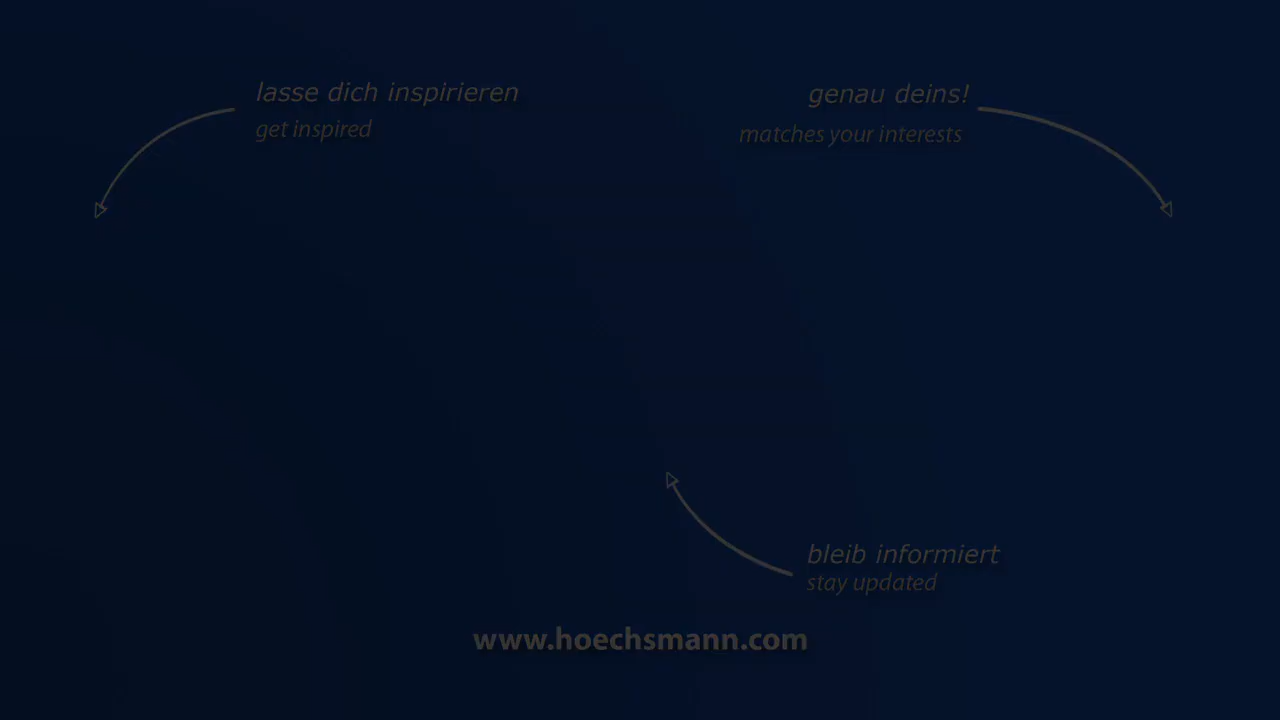 lasse dich inspirieren
get inspired
genau deins!
matches your interests
bleib informiert
stay updated
www.hoechsmann.com